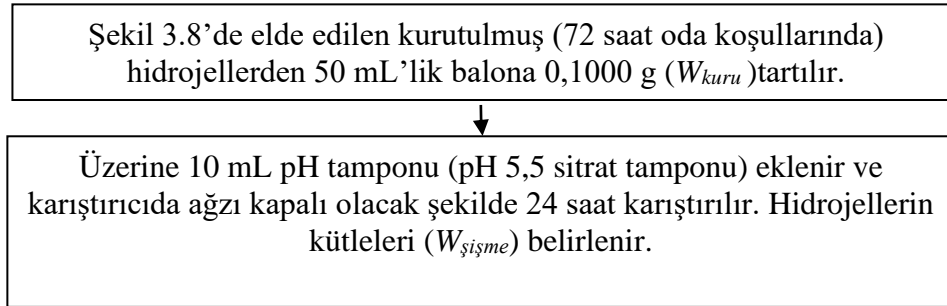 Şekil 3.8’de elde edilen kurutulmuş (72 saat oda koşullarında)
hidrojellerden 50 mL’lik balona 0,1000 g (Wkuru )tartılır.
Üzerine 10 mL pH tamponu (pH 5,5 sitrat tamponu) eklenir ve
karıştırıcıda ağzı kapalı olacak şekilde 24 saat karıştırılır. Hidrojellerin
kütleleri (Wşişme) belirlenir.